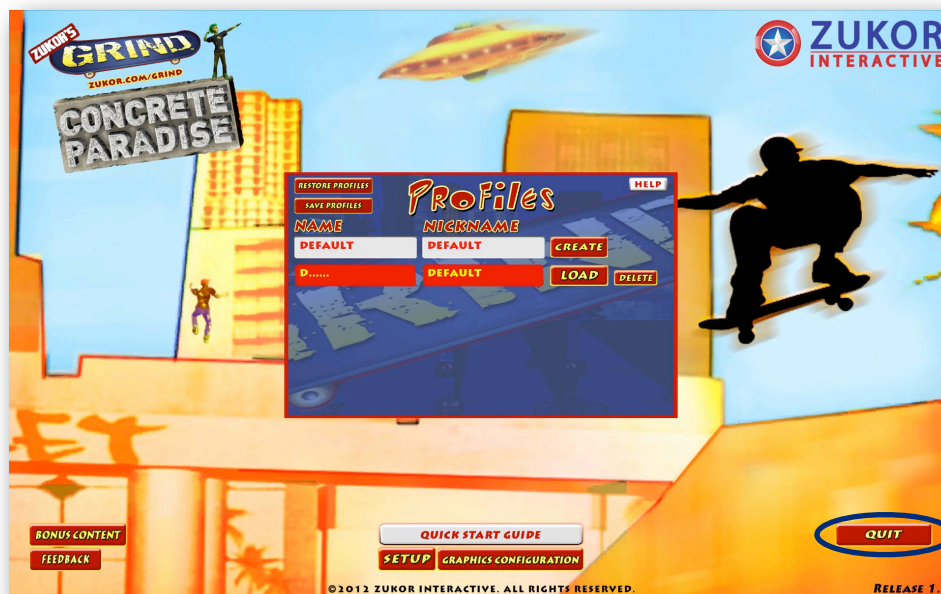 ZUKOR'S
GRIND
ZUKOR.COM/GRIND
CONCRETE
PARADISE
ZUKOR
INTERACTIVE
RESTORE PROFILES
SAVE PROFILES
PROFILES
HELP
NAME NICKNAME
DEFAULT DEFAULT CREATE
D...... DEFAULT LOAD DELETE
BONUS CONTENT
FEEDBACK
QUICK START GUIDE
SETUP GRAPHICS CONFIGURATION
QUIT
©2012 ZUKOR INTERACTIVE. ALL RIGHTS RESERVED.
RELEASE 1.